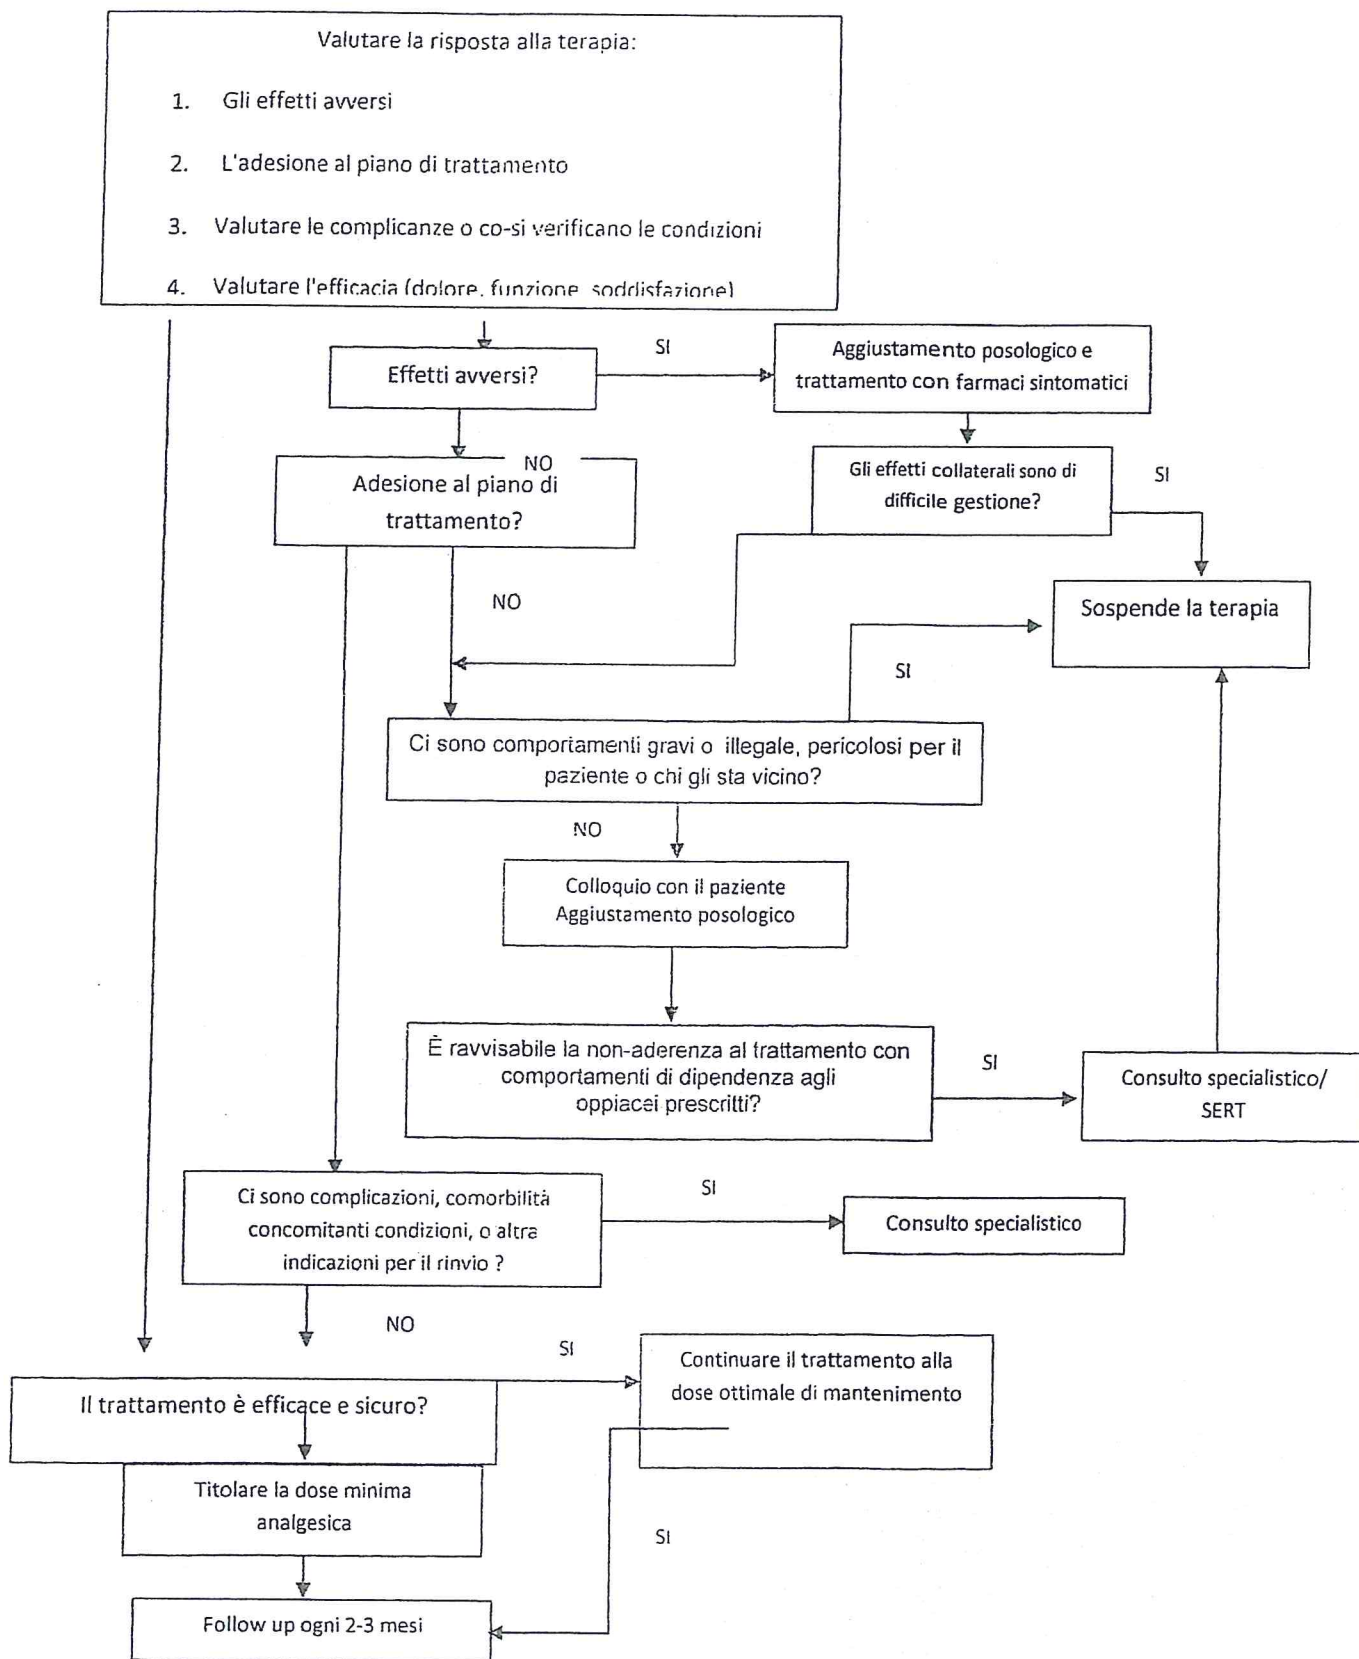 Valutare la risposta alla terapia:
1. Gli effetti avversi
2. L'adesione al piano di trattamento
3. Valutare le complicanze o co-si verificano le condizioni
4. Valutare l'efficacia (dolore, funzione, soddisfazione)
Effetti avversi?
SI
Aggiustamento posologico e
trattamento con farmaci sintomatici
NO
Adesione al piano di
trattamento?
Gli effetti collaterali sono di
difficile gestione?
SI
NO
Sospende la terapia
SI
Ci sono comportamenti gravi o illegale, pericolosi per il
paziente o chi gli sta vicino?
NO
Colloquio con il paziente
Aggiustamento posologico
È ravvisabile la non-aderenza al trattamento con
comportamenti di dipendenza agli
oppiacei prescritti?
SI
Consulto specialistico/
SERT
Ci sono complicazioni, comorbilità
concomitanti condizioni, o altra
indicazioni per il rinvio ?
SI
Consulto specialistico
NO
SI
Continuare il trattamento alla
dose ottimale di mantenimento
Il trattamento è efficace e sicuro?
Titolare la dose minima
analgesica
SI
Follow up ogni 2-3 mesi